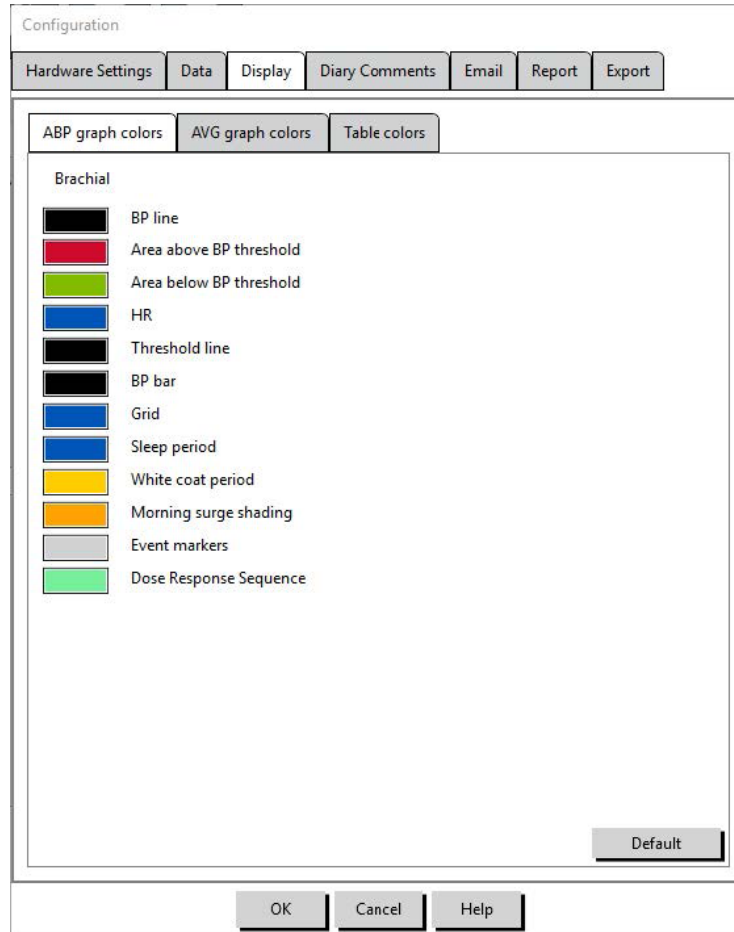 Configuration
Hardware Settings Data Display Diary Comments Email Report Export
ABP graph colors AVG graph colors Table colors
Brachial
BP line
Area above BP threshold
Area below BP threshold
HR
Threshold line
BP bar
Grid
Sleep period
White coat period
Morning surge shading
Event markers
Dose Response Sequence
Default
OK Cancel Help